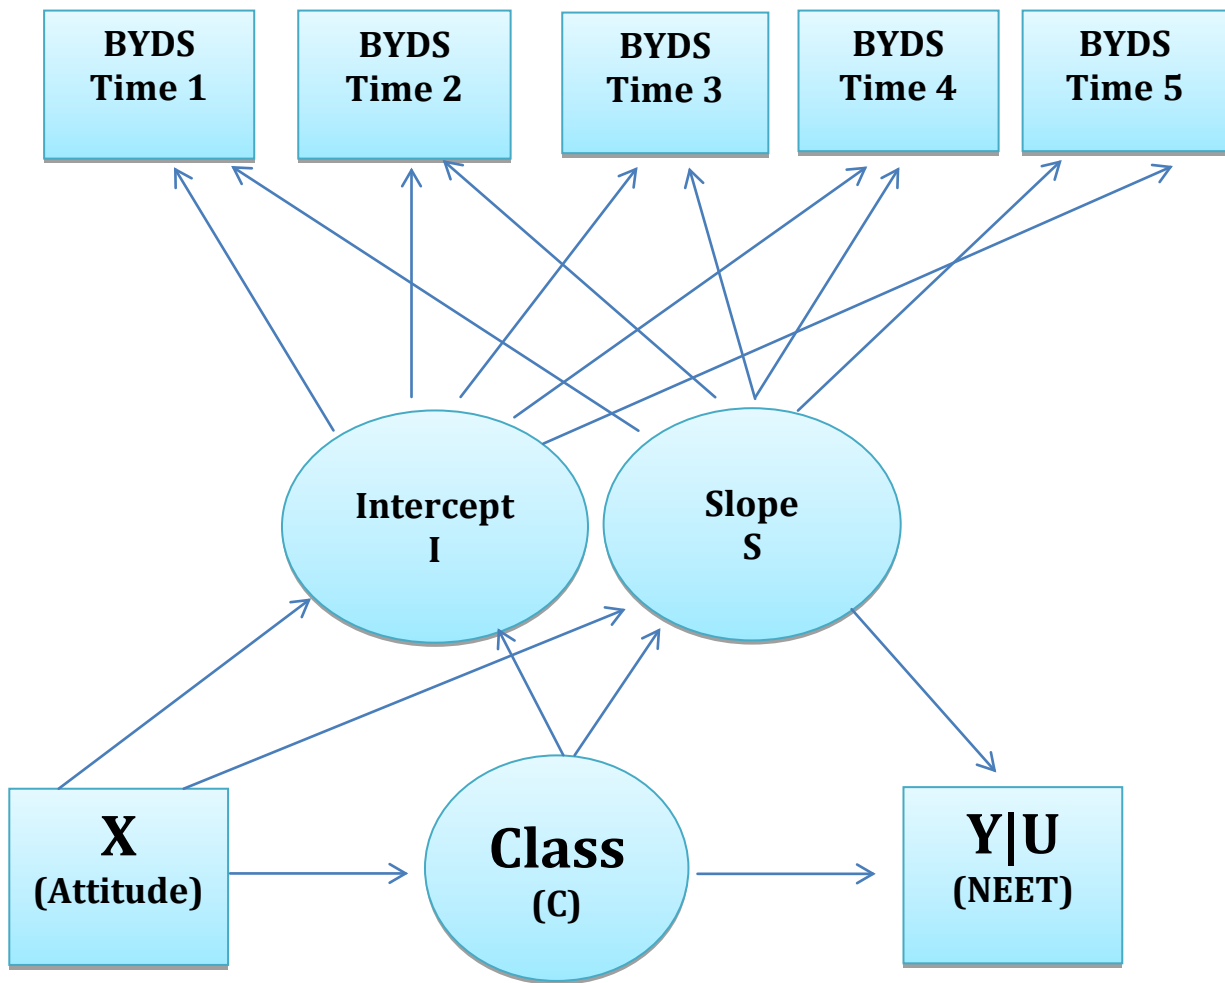 BYDS
Time 1
BYDS
Time 2
BYDS
Time 3
BYDS
Time 4
BYDS
Time 5
Intercept
I
Slope
S
X
(Attitude)
Class
(C)
Y|U
(NEET)